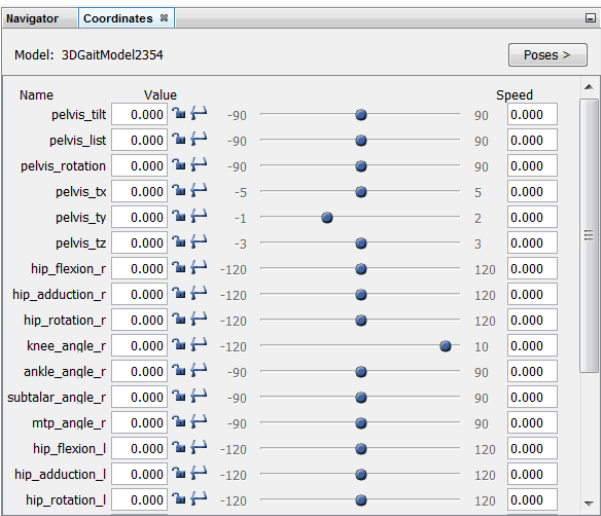 Navigator Coordinates
Model: 3DGaitModel2354 Poses >
Name Value Speed
pelvis_tilt 0.000 -90 90 0.000
pelvis_list 0.000 -90 90 0.000
pelvis_rotation 0.000 -90 90 0.000
pelvis_tx 0.000 -5 5 0.000
pelvis_ty 0.000 -1 2 0.000
pelvis_tz 0.000 -3 3 0.000
hip_flexion_r 0.000 -120 120 0.000
hip_adduction_r 0.000 -120 120 0.000
hip_rotation_r 0.000 -120 120 0.000
knee_angle_r 0.000 -120 10 0.000
ankle_angle_r 0.000 -90 90 0.000
subtalar_angle_r 0.000 -90 90 0.000
mtp_angle_r 0.000 -90 90 0.000
hip_flexion_l 0.000 -120 120 0.000
hip_adduction_l 0.000 -120 120 0.000
hip_rotation_l 0.000 -120 120 0.000